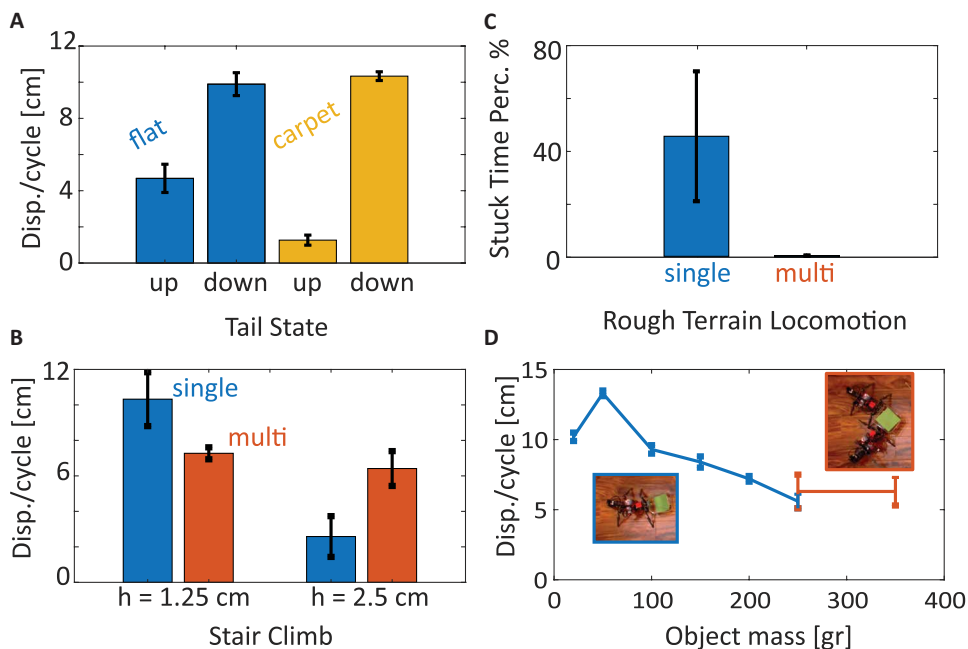 A
Disp./cycle [cm]
12
8
4
0
flat
carpet
up down up down
Tail State
B
Disp./cycle [cm]
12
6
0
single
multi
h = 1.25 cm h = 2.5 cm
Stair Climb
C
Stuck Time Perc. %
80
40
0
single multi
Rough Terrain Locomotion
D
Disp./cycle [cm]
15
10
5
0
0 100 200 300 400
Object mass [gr]